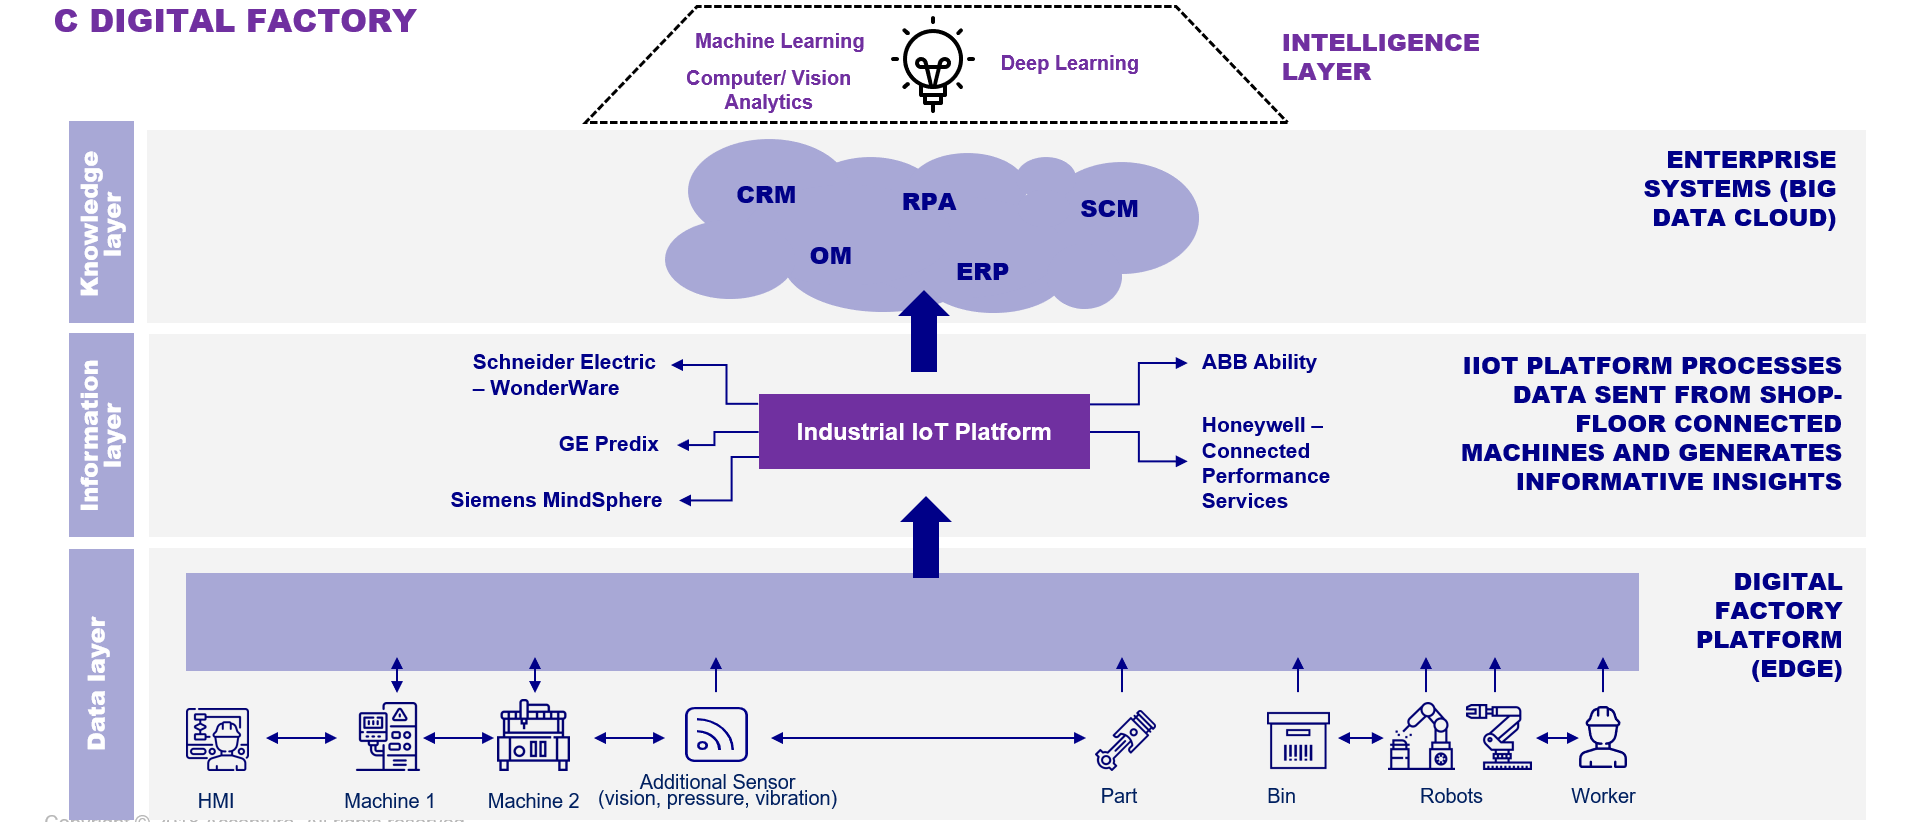 C DIGITAL FACTORY
Machine Learning
Computer/ Vision
Analytics
Deep Learning
INTELLIGENCE
LAYER
Knowledge
layer
CRM
RPA
SCM
OM
ERP
ENTERPRISE
SYSTEMS (BIG
DATA CLOUD)
Information
layer
Schneider Electric
– WonderWare
GE Predix
Siemens MindSphere
Industrial IoT Platform
ABB Ability
Honeywell –
Connected
Performance
Services
IIOT PLATFORM PROCESSES
DATA SENT FROM SHOP-
FLOOR CONNECTED
MACHINES AND GENERATES
INFORMATIVE INSIGHTS
Data layer
DIGITAL
FACTORY
PLATFORM
(EDGE)
HMI
Machine 1
Machine 2
Additional Sensor
(vision, pressure, vibration)
Part
Bin
Robots
Worker